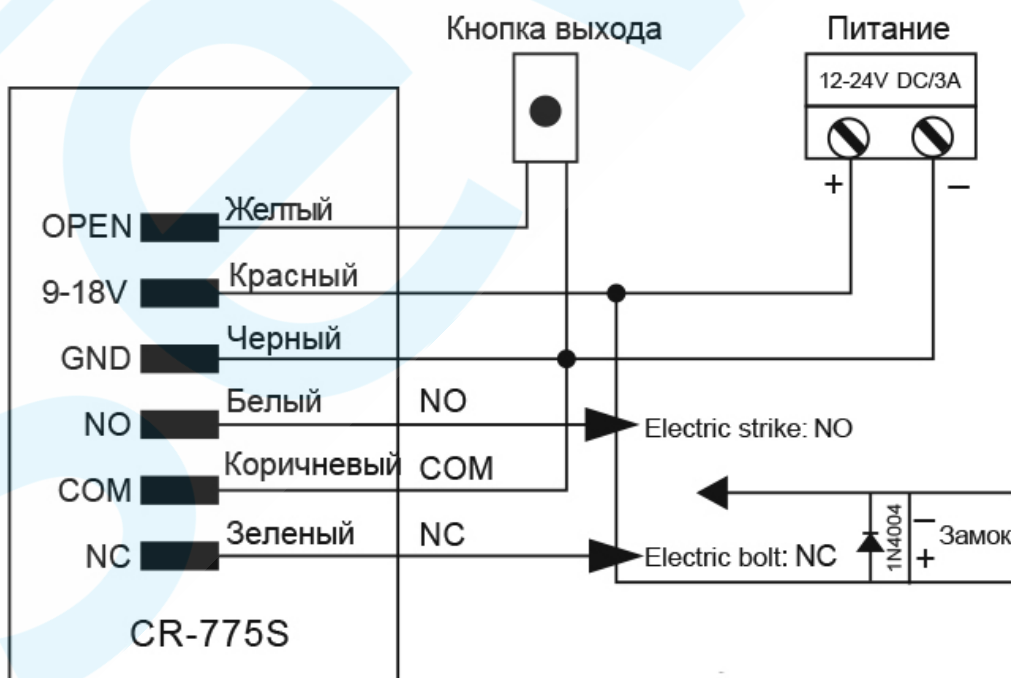 Кнопка выхода
Питание
12-24V DC/3A
+ –
OPEN Желтый
9-18V Красный
GND Черный
NO Белый NO
Electric strike: NO
COM Коричневый COM
NC Зеленый NC
Electric bolt: NC
1N4004
–
+
Замок
CR-775S